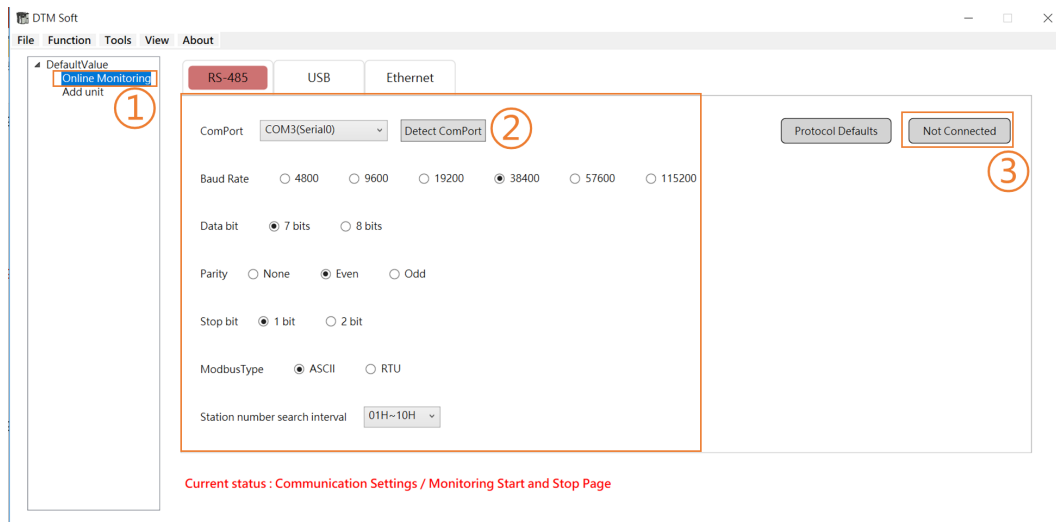 DTM Soft
File Function Tools View About
DefaultValue
Online Monitoring
Add unit
①
RS-485 USB Ethernet
ComPort COM3(Serial0) Detect ComPort ② Protocol Defaults Not Connected
③
Baud Rate 4800 9600 19200 38400 57600 115200
Data bit 7 bits 8 bits
Parity None Even Odd
Stop bit 1 bit 2 bit
ModbusType ASCII RTU
Station number search interval 01H~10H
Current status : Communication Settings / Monitoring Start and Stop Page